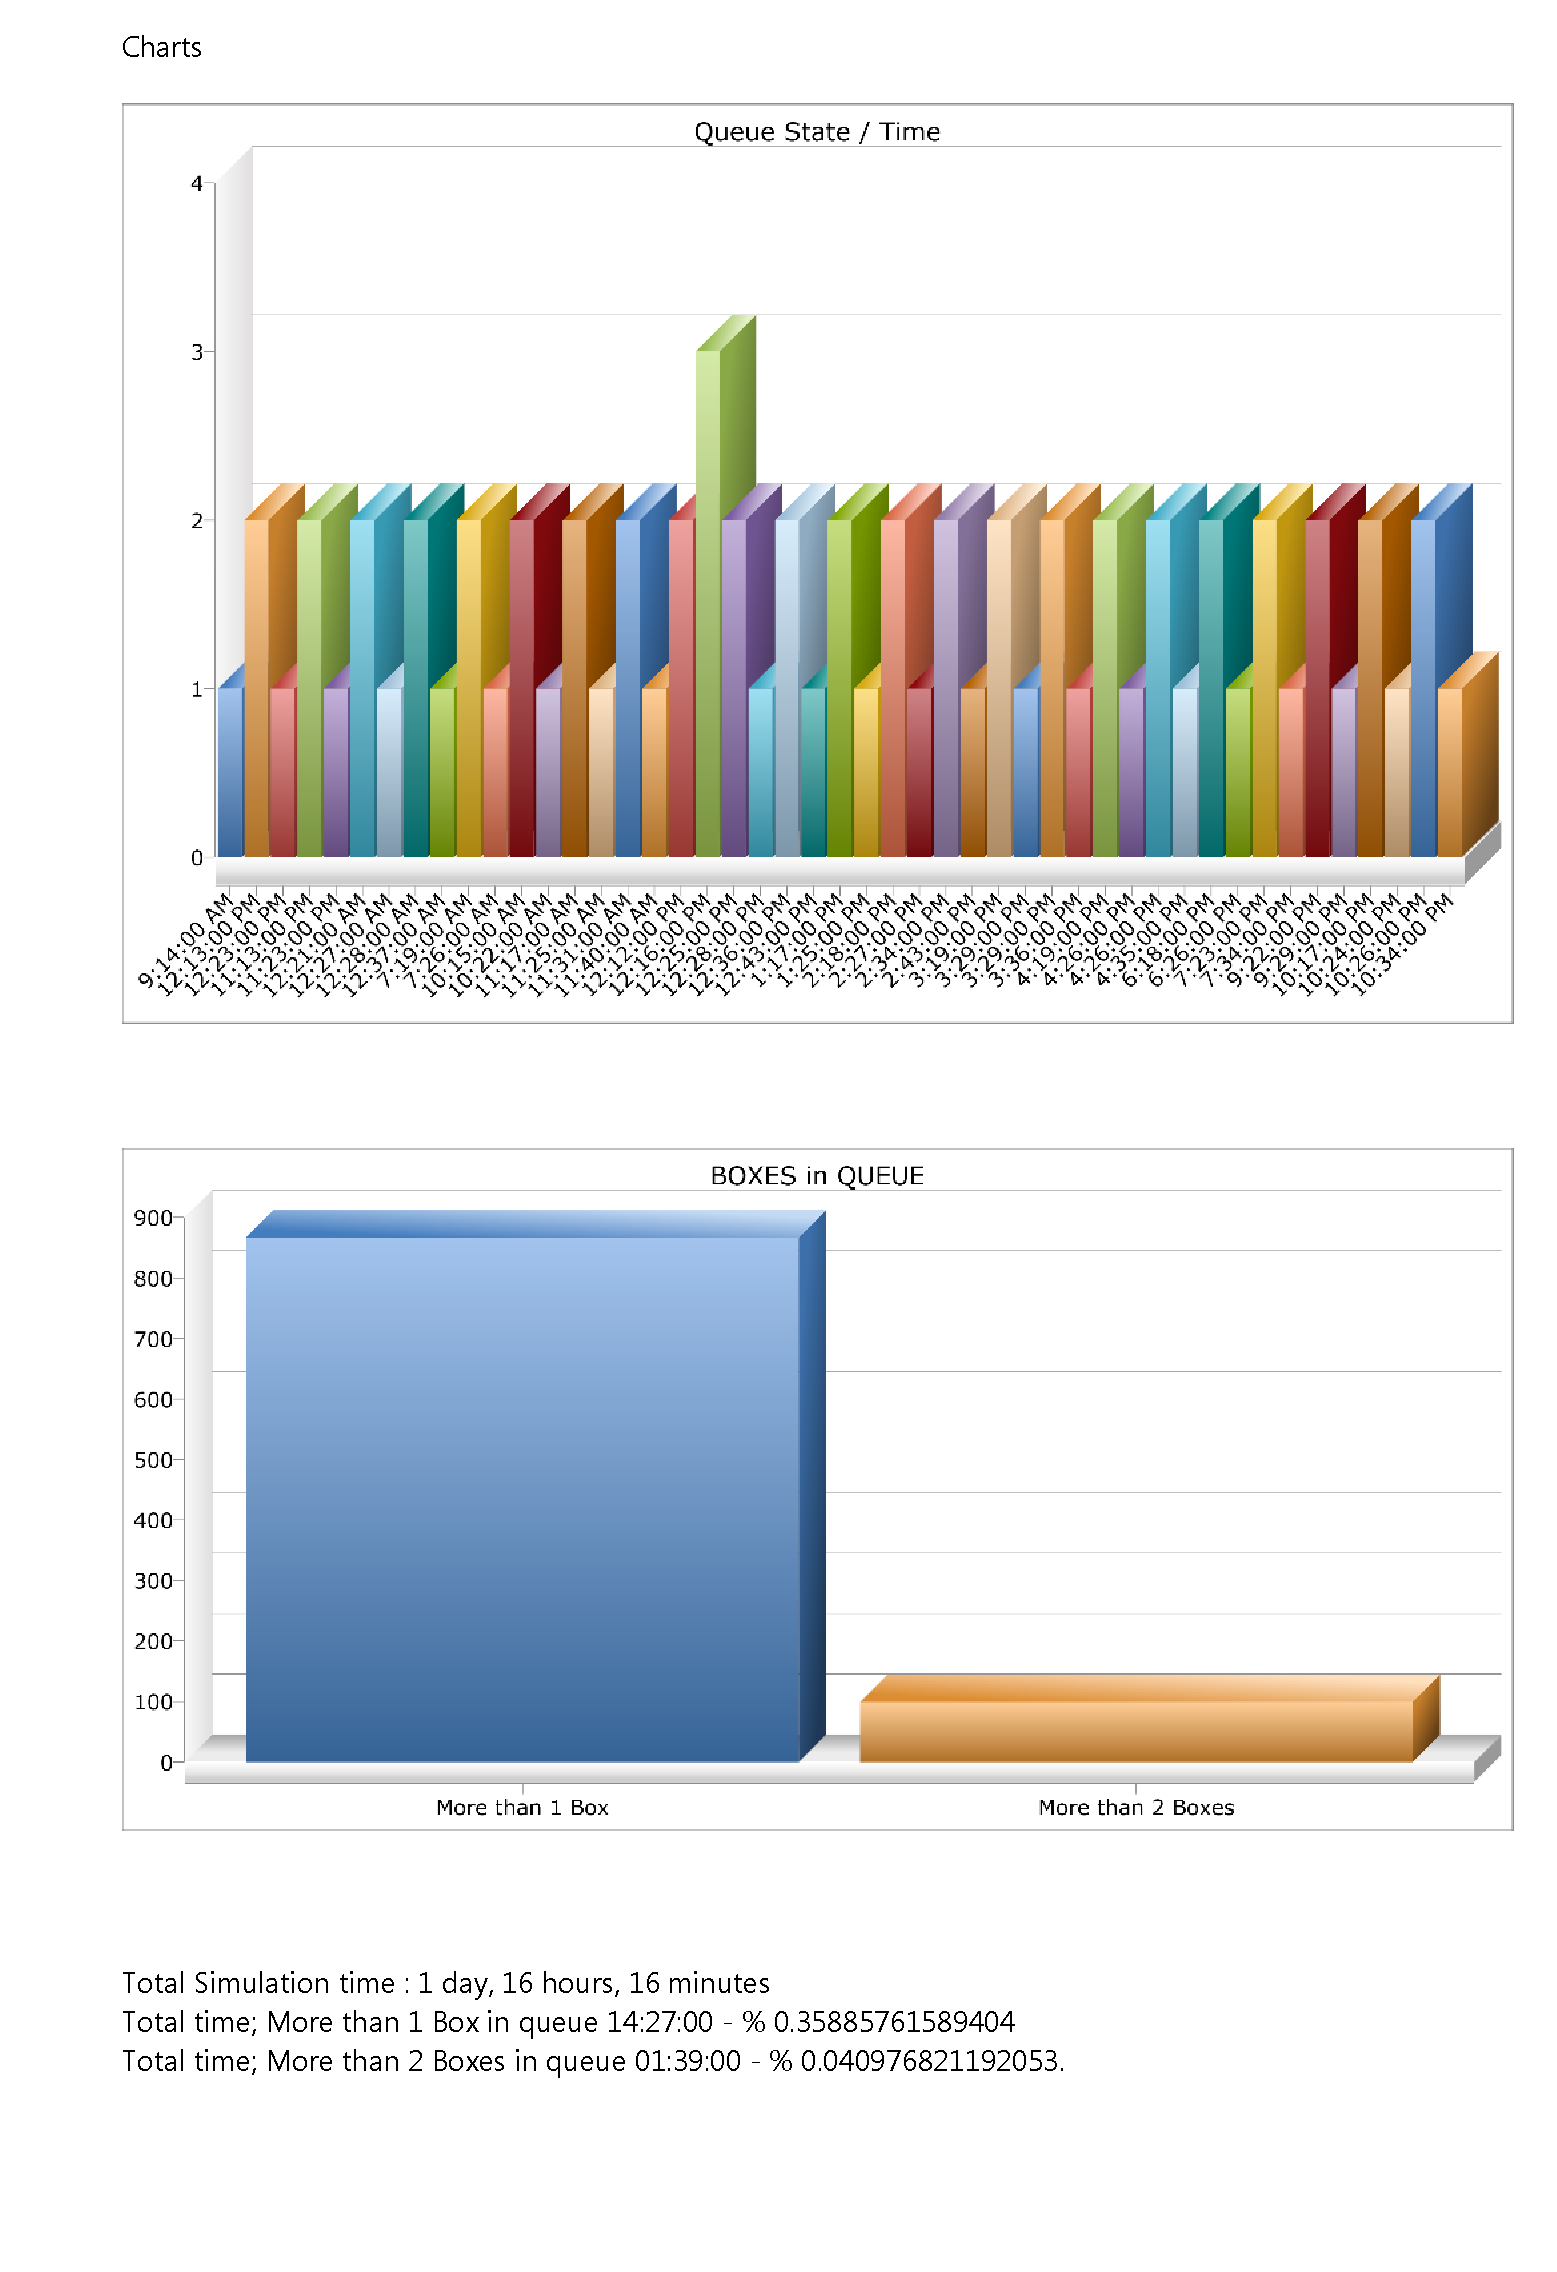 Charts
Queue State / Time
4
3
2
1
0
9:14:00 AM
12:13:00 PM
12:23:00 PM
11:13:00 PM
11:23:00 PM
12:21:00 AM
12:27:00 AM
12:28:00 AM
12:37:00 AM
7:19:00 AM
7:26:00 AM
10:15:00 AM
10:22:00 AM
11:17:00 AM
11:25:00 AM
11:31:00 AM
11:40:00 AM
12:12:00 PM
12:16:00 PM
12:25:00 PM
12:28:00 PM
12:36:00 PM
12:43:00 PM
1:17:00 PM
1:25:00 PM
2:18:00 PM
2:27:00 PM
2:34:00 PM
2:43:00 PM
3:19:00 PM
3:29:00 PM
3:29:00 PM
3:36:00 PM
4:19:00 PM
4:26:00 PM
4:26:00 PM
4:35:00 PM
6:18:00 PM
6:26:00 PM
7:23:00 PM
7:34:00 PM
9:22:00 PM
9:29:00 PM
10:17:00 PM
10:24:00 PM
10:26:00 PM
10:34:00 PM
BOXES in QUEUE
900
800
700
600
500
400
300
200
100
0
More than 1 Box
More than 2 Boxes
Total Simulation time : 1 day, 16 hours, 16 minutes
Total time; More than 1 Box in queue 14:27:00 - % 0.35885761589404
Total time; More than 2 Boxes in queue 01:39:00 - % 0.040976821192053.